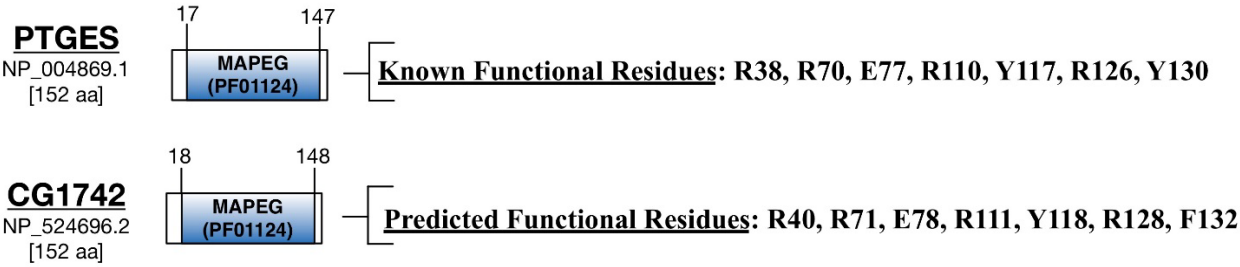 17 147
PTGES
NP_004869.1
[152 aa]
MAPEG
(PF01124)
Known Functional Residues: R38, R70, E77, R110, Y117, R126, Y130
18 148
CG1742
NP_524696.2
[152 aa]
MAPEG
(PF01124)
Predicted Functional Residues: R40, R71, E78, R111, Y118, R128, F132